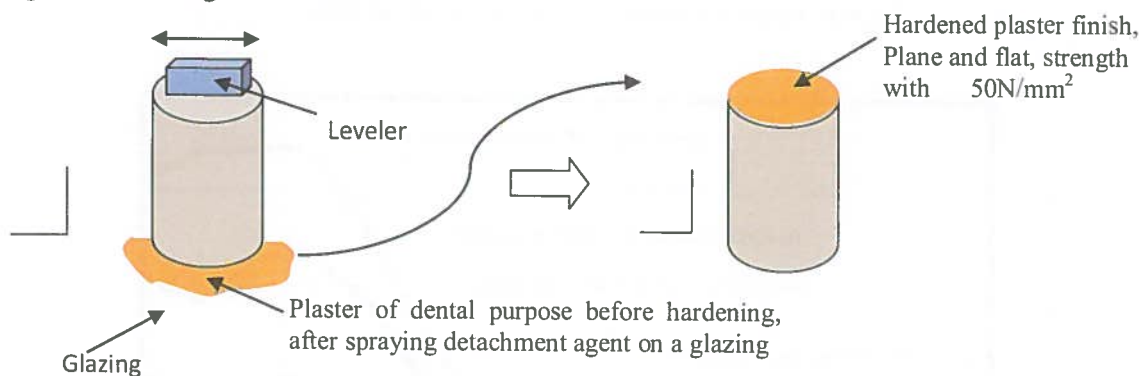 Hardened plaster finish,
Plane and flat, strength
with 50N/mm²
Leveler
Plaster of dental purpose before hardening,
after spraying detachment agent on a glazing
Glazing